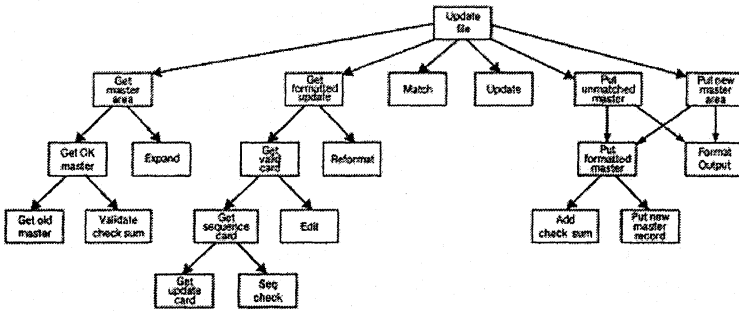 Update
file
Get
master
area
Get
formatted
update
Match
Update
Put
unmatched
master
Put new
master
area
Get OK
master
Expand
Get
valid
card
Reformat
Put
formatted
master
Format
Output
Get old
master
Validate
check sum
Get
sequence
card
Edit
Add
check sum
Put new
master
record
Get
update
card
Seq
check